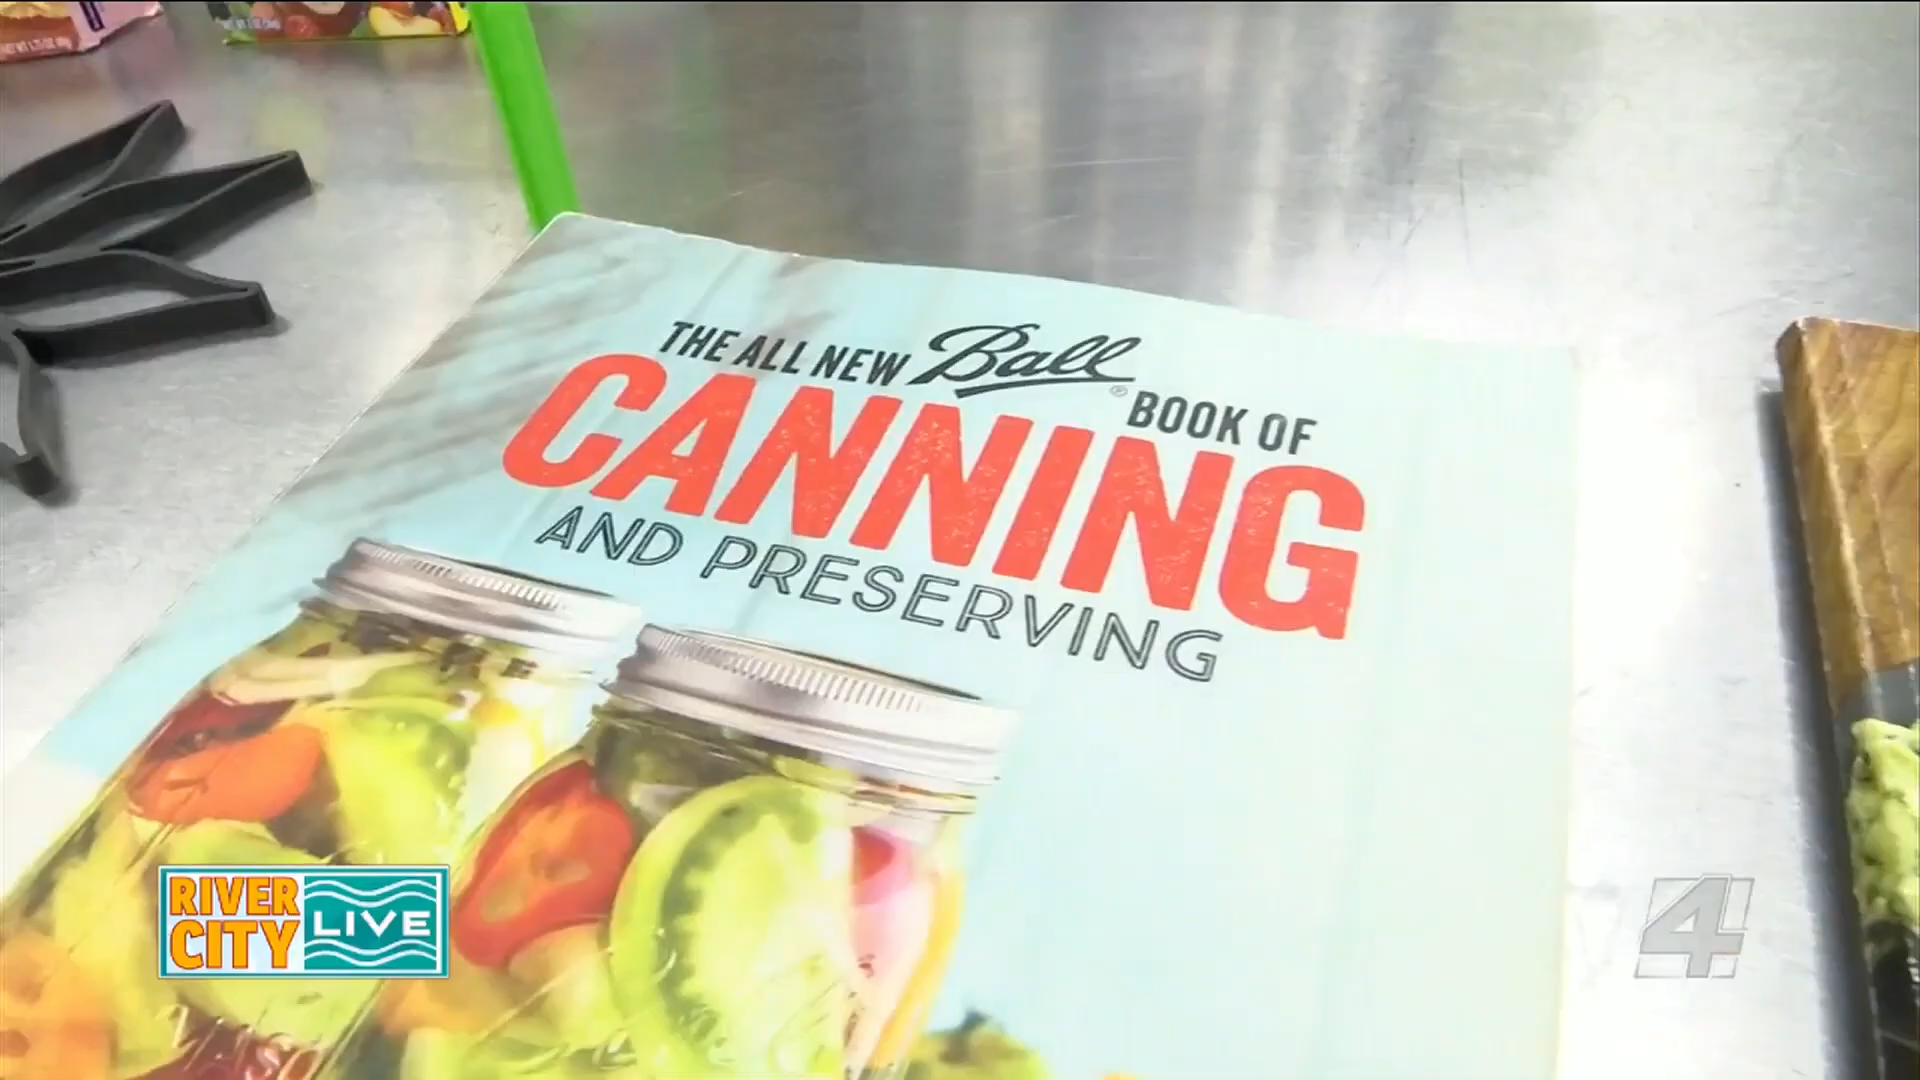 THE ALL NEW Ball® BOOK OF
CANNING
AND PRESERVING
RIVER
CITY
LIVE
4